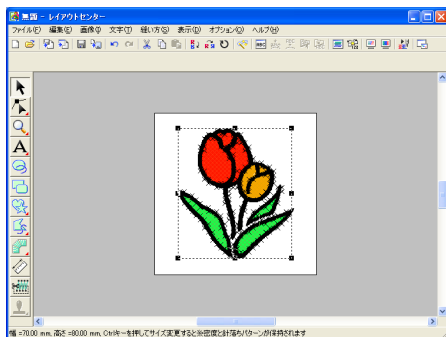 無題 - レイアウトセンター
ファイル(F) 編集(E) 画像(I) 文字(T) 縫い方(S) 表示(D) オプション(O) ヘルプ(H)
ABC
A
幅 =70.00 mm, 高さ =80.00 mm, Ctrlキーを押してサイズ変更すると糸密度と針落ちパターンが保持されます